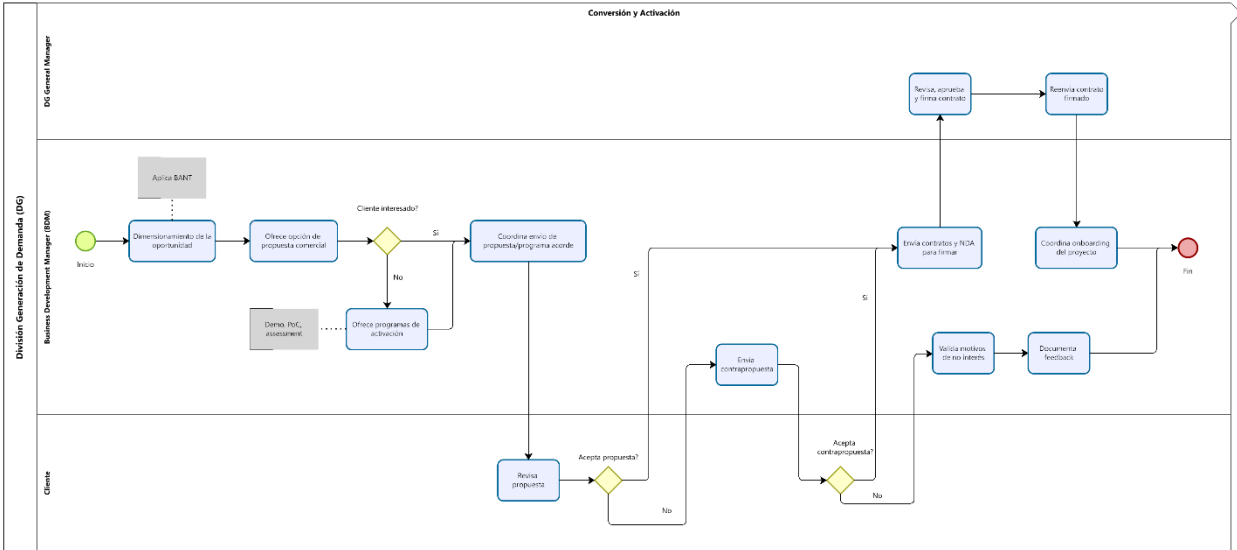 Conversión y Activación
División Generación de Demanda (DG)
DG General Manager
Revisa, aprueba
y firma contrato
Reenvía contrato
firmado
Business Development Manager (BDM)
Aplica BANT
Inicio
Dimensionamiento de la
oportunidad
Ofrece opción de
propuesta comercial
Cliente interesado?
Si
No
Demo, PoC,
assessment
Ofrece programas de
activación
Coordina envío de
propuesta/programa acorde
Si
Envía
contrapropuesta
Si
Envía contratos y NDA
para firmar
Coordina onboarding
del proyecto
Fin
Valida motivos
de no interés
Documenta
feedback
Cliente
Revisa
propuesta
Acepta propuesta?
No
Acepta
contrapropuesta?
No